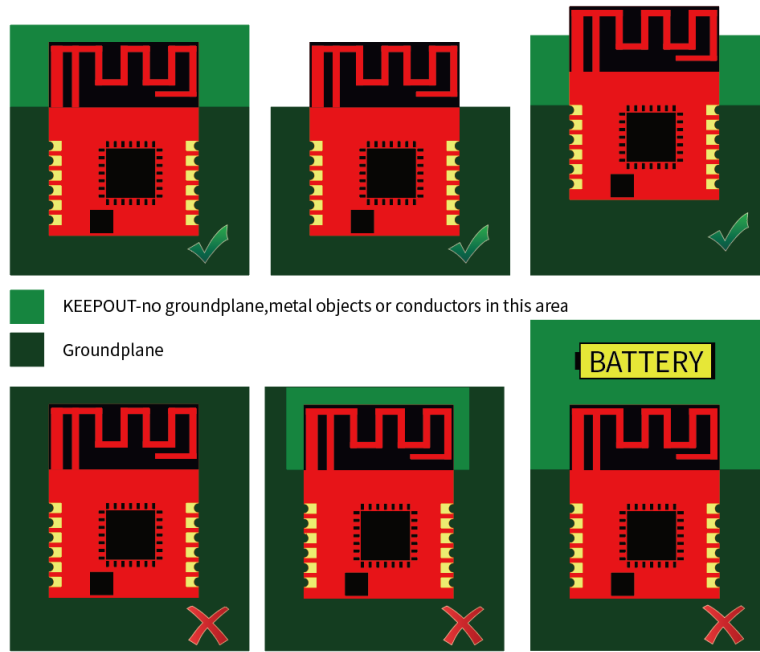 KEEPOUT-no groundplane,metal objects or conductors in this area
Groundplane
BATTERY